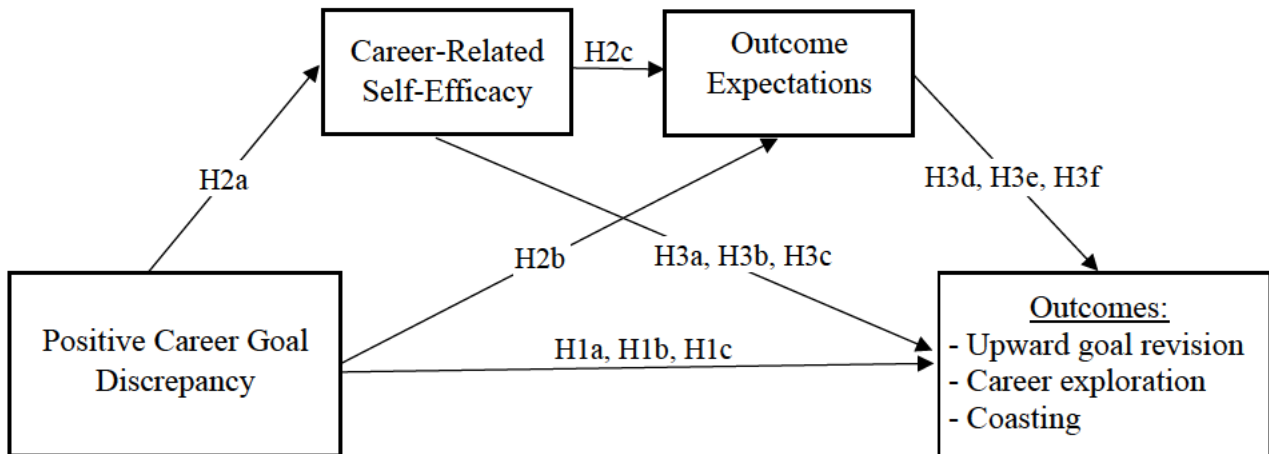 Career-Related
Self-Efficacy
H2c
Outcome
Expectations
H2a
H3d, H3e, H3f
H2b
H3a, H3b, H3c
Positive Career Goal
Discrepancy
H1a, H1b, H1c
Outcomes:
- Upward goal revision
- Career exploration
- Coasting